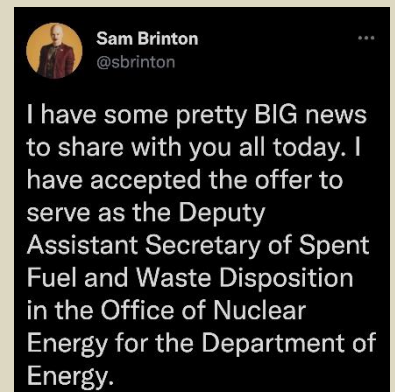 Sam Brinton
@sbrinton
I have some pretty BIG news
to share with you all today. I
have accepted the offer to
serve as the Deputy
Assistant Secretary of Spent
Fuel and Waste Disposition
in the Office of Nuclear
Energy for the Department of
Energy.